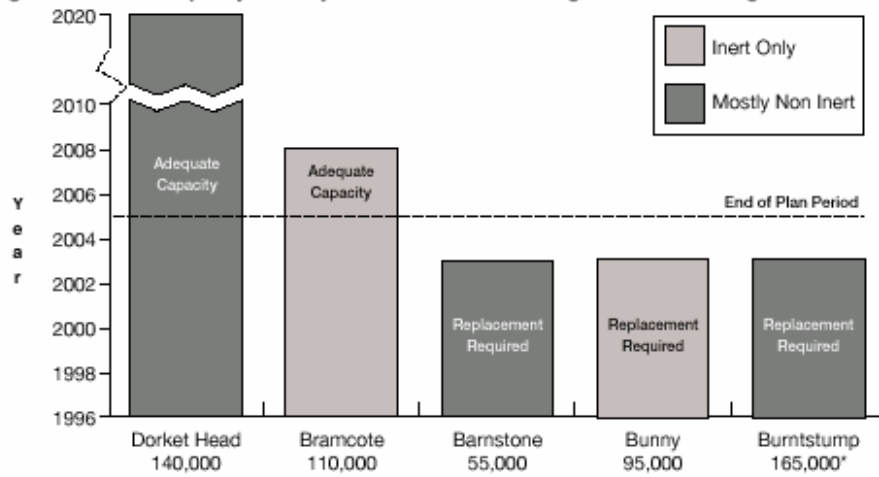 2020
2010
2008
2006
2004
2002
2000
1998
1996
Year
Inert Only
Mostly Non Inert
Adequate
Capacity
Adequate
Capacity
End of Plan Period
Replacement
Required
Replacement
Required
Replacement
Required
Dorket Head
140,000
Bramcote
110,000
Barnstone
55,000
Bunny
95,000
Burntstump
165,000*